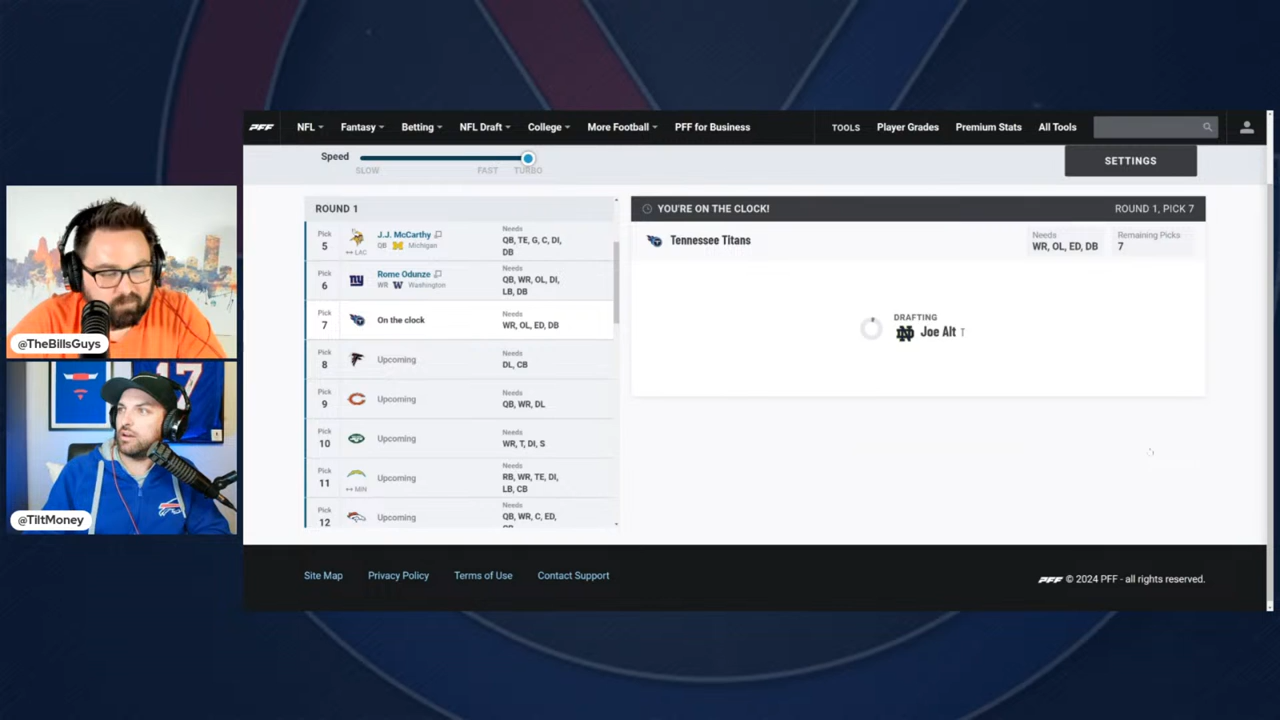 PFF NFL Fantasy Betting NFL Draft College More Football PFF for Business TOOLS Player Grades Premium Stats All Tools
Speed
SLOW FAST TURBO
SETTINGS
ROUND 1
Pick 5
↔ LAC
J.J. McCarthy
QB M Michigan
Needs
QB, TE, G, C, DI,
DB
Pick 6
ny
Rome Odunze
WR W Washington
Needs
QB, WR, OL, DI,
LB, DB
Pick 7
On the clock
Needs
WR, OL, ED, DB
Pick 8
Upcoming
Needs
DL, CB
Pick 9
Upcoming
Needs
QB, WR, DL
Pick 10
Upcoming
Needs
WR, T, DI, S
Pick 11
↔ MIN
Upcoming
Needs
RB, WR, TE, DI,
LB, CB
Pick 12
Upcoming
Needs
QB, WR, C, ED,
YOU'RE ON THE CLOCK! ROUND 1, PICK 7
Tennessee Titans
Needs
WR, OL, ED, DB
Remaining Picks
7
DRAFTING
Joe Alt T
Site Map Privacy Policy Terms of Use Contact Support
PFF © 2024 PFF - all rights reserved.
@TheBillsGuys
17
@TiltMoney